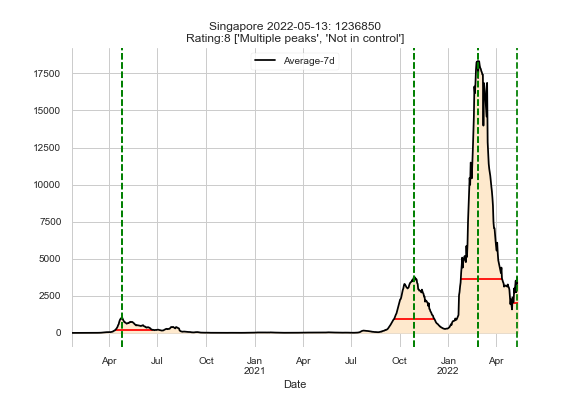 Singapore 2022-05-13: 1236850
Rating:8 ['Multiple peaks', 'Not in control']
Average-7d
17500
15000
12500
10000
7500
5000
2500
0
Apr Jul Oct Jan Apr Jul Oct Jan Apr
2021 2022
Date